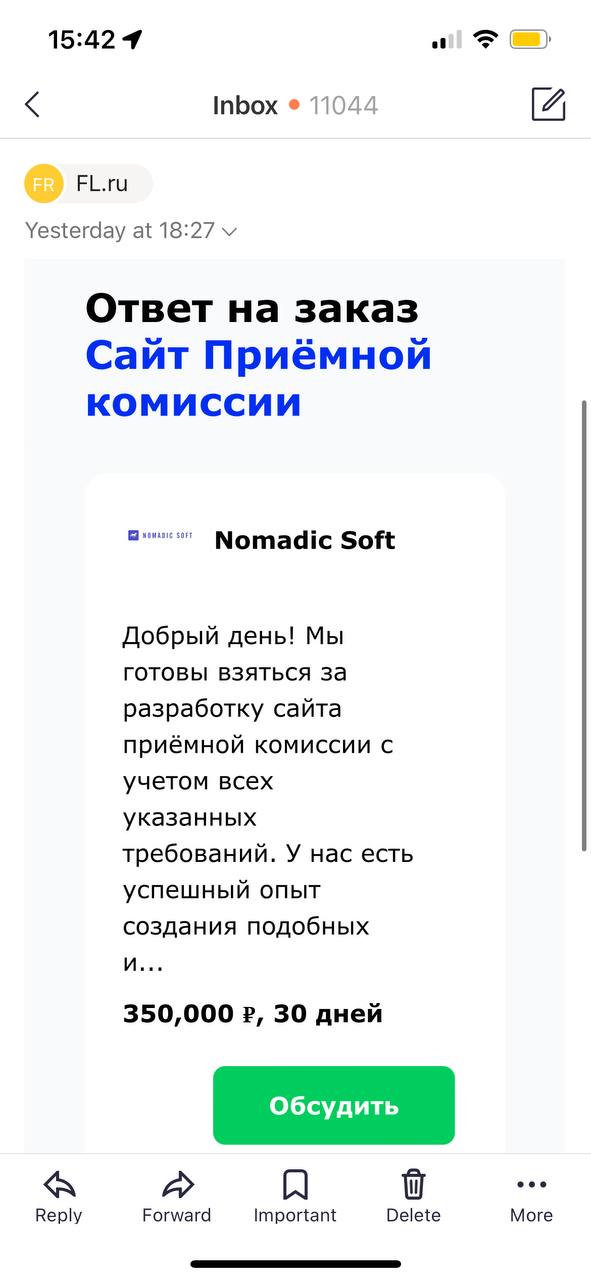 15:42
Inbox • 11044
FR FL.ru
Yesterday at 18:27
Ответ на заказ
Сайт Приёмной
комиссии
NOMADIC SOFT Nomadic Soft
Добрый день! Мы
готовы взяться за
разработку сайта
приёмной комиссии с
учетом всех
указанных
требований. У нас есть
успешный опыт
создания подобных
и...
350,000 ₽, 30 дней
Обсудить
Reply Forward Important Delete More